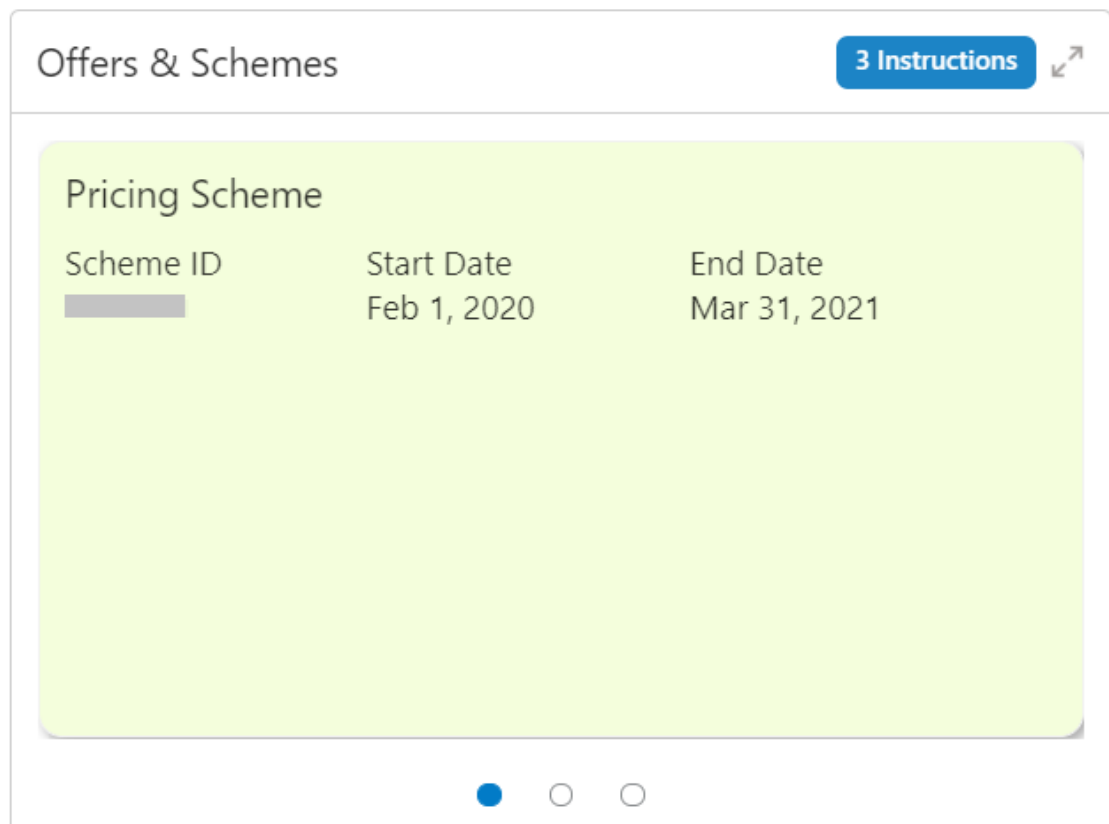 Offers & Schemes 3 Instructions
Pricing Scheme
Scheme ID Start Date End Date
Feb 1, 2020 Mar 31, 2021